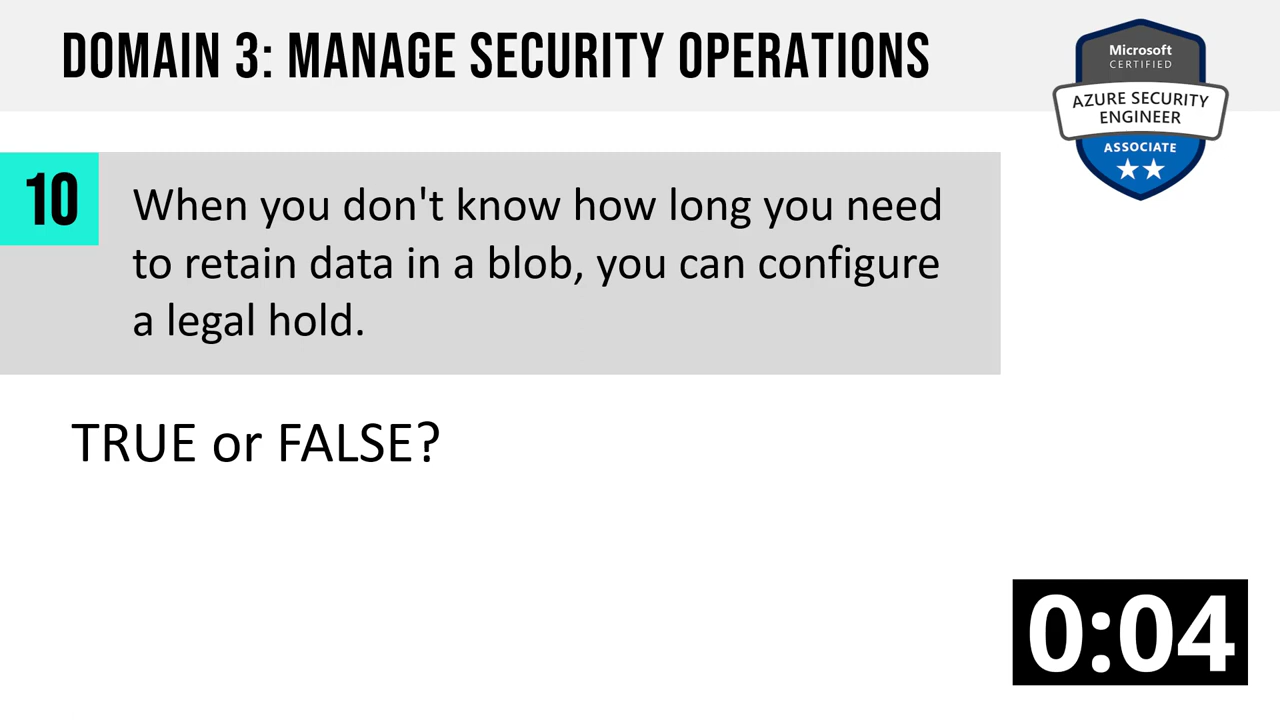 DOMAIN 3: MANAGE SECURITY OPERATIONS
Microsoft
CERTIFIED
AZURE SECURITY
ENGINEER
ASSOCIATE
10
When you don't know how long you need
to retain data in a blob, you can configure
a legal hold.
TRUE or FALSE?
0:04